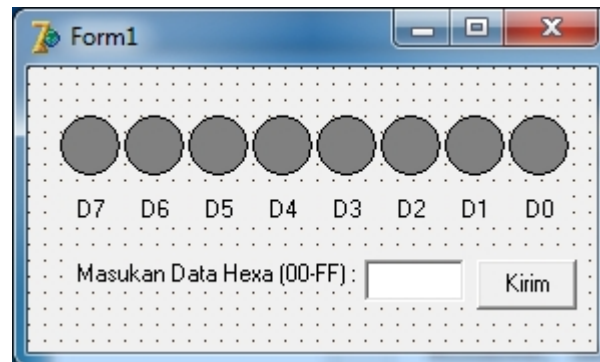 Form1
D7 D6 D5 D4 D3 D2 D1 D0
Masukan Data Hexa (00-FF) : Kirim